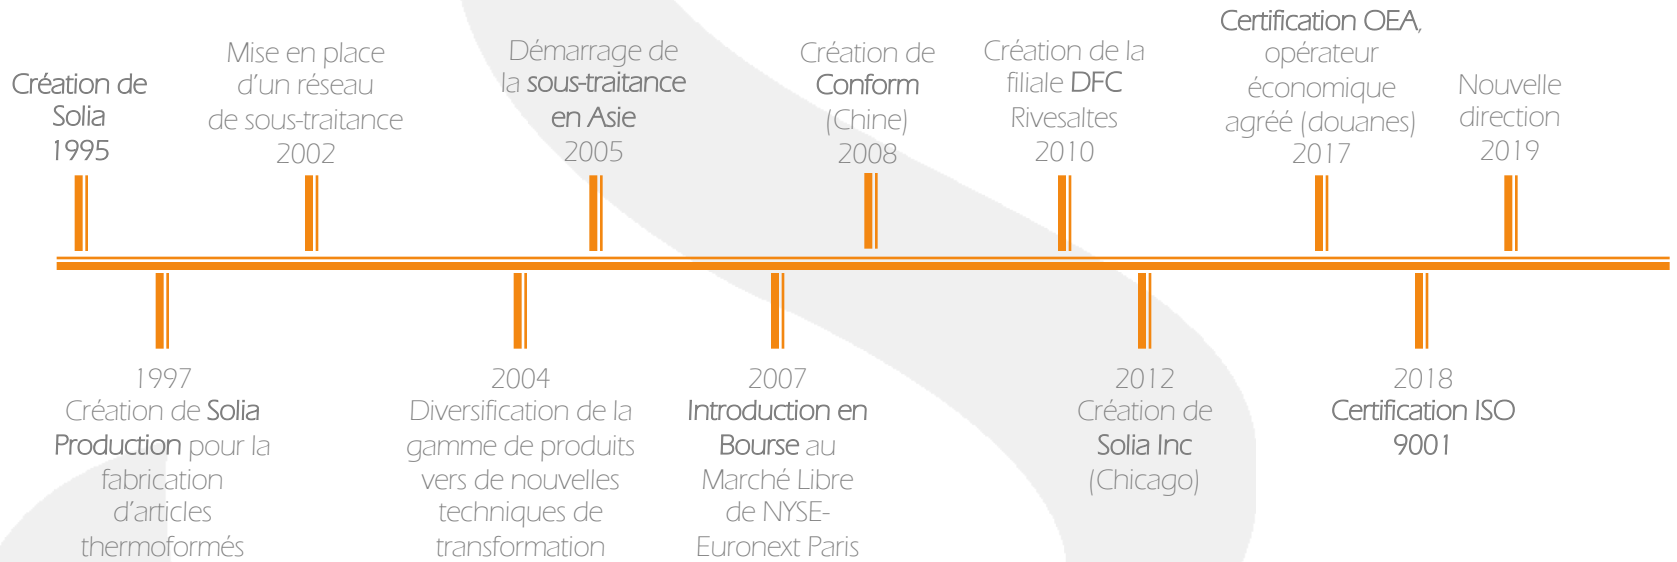 Création de
Solia
1995
Mise en place
d'un réseau
de sous-traitance
2002
Démarrage de
la sous-traitance
en Asie
2005
Création de
Conform
(Chine)
2008
Création de la
filiale DFC
Rivesaltes
2010
Certification OEA,
opérateur
économique
agréé (douanes)
2017
Nouvelle
direction
2019
1997
Création de Solia
Production pour la
fabrication
d'articles
thermoformés
2004
Diversification de la
gamme de produits
vers de nouvelles
techniques de
transformation
2007
Introduction en
Bourse au
Marché Libre
de NYSE-
Euronext Paris
2012
Création de
Solia Inc
(Chicago)
2018
Certification ISO
9001